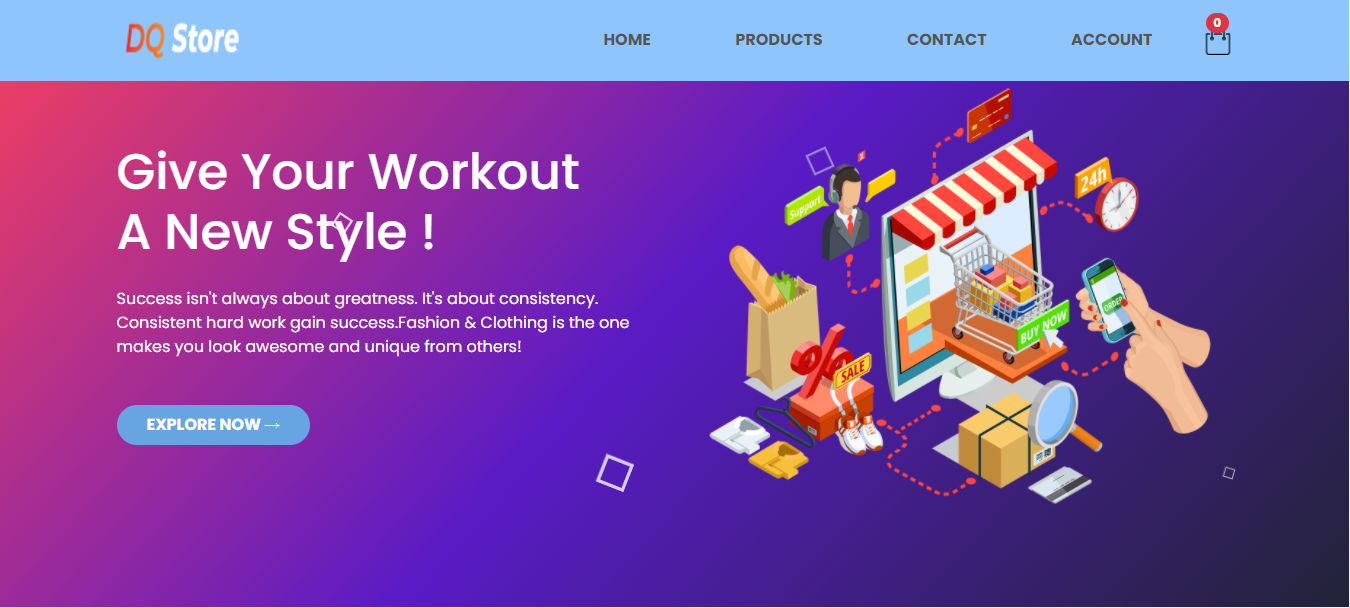 DQ Store
HOME PRODUCTS CONTACT ACCOUNT 0
Give Your Workout
A New Style !
Success isn't always about greatness. It's about consistency.
Consistent hard work gain success.Fashion & Clothing is the one
makes you look awesome and unique from others!
EXPLORE NOW →
Support
24h
ORDER
BUY NOW
%
SALE